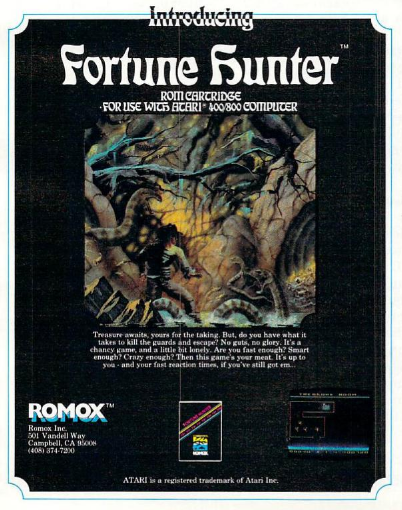 Introducing
Fortune Hunter™
ROM CARTRIDGE
·FOR USE WITH ATARI® 400/800 COMPUTER
Treasure awaits, yours for the taking. But, do you have what it
takes to kill the guards and escape? No guts, no glory. It's a
chancy game, and a little bit lonely. Are you fast enough? Smart
enough? Crazy enough? Then this game's your ment. It's up to
you - and your fast reaction times, if you've still got em..
ROMOX™
Romox Inc.
501 Vandell Way
Campbell, CA 95008
(408) 374-7200
ROMOX
ATARI is a registered trademark of Atari Inc.